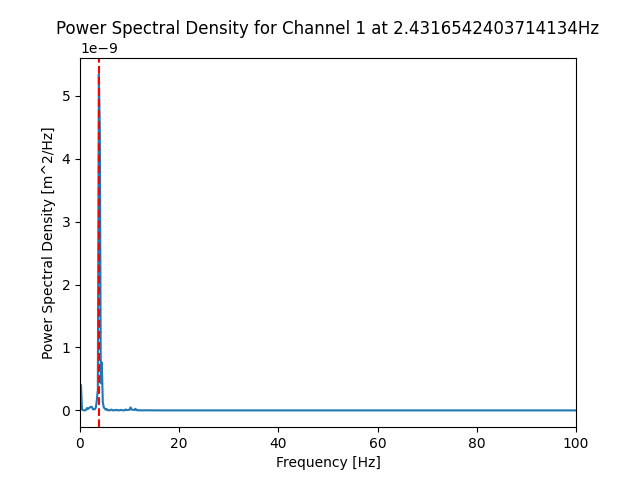 Power Spectral Density for Channel 1 at 2.4316542403714134Hz
1e−9
5
4
3
2
1
0
Power Spectral Density [m^2/Hz]
0 20 40 60 80 100
Frequency [Hz]